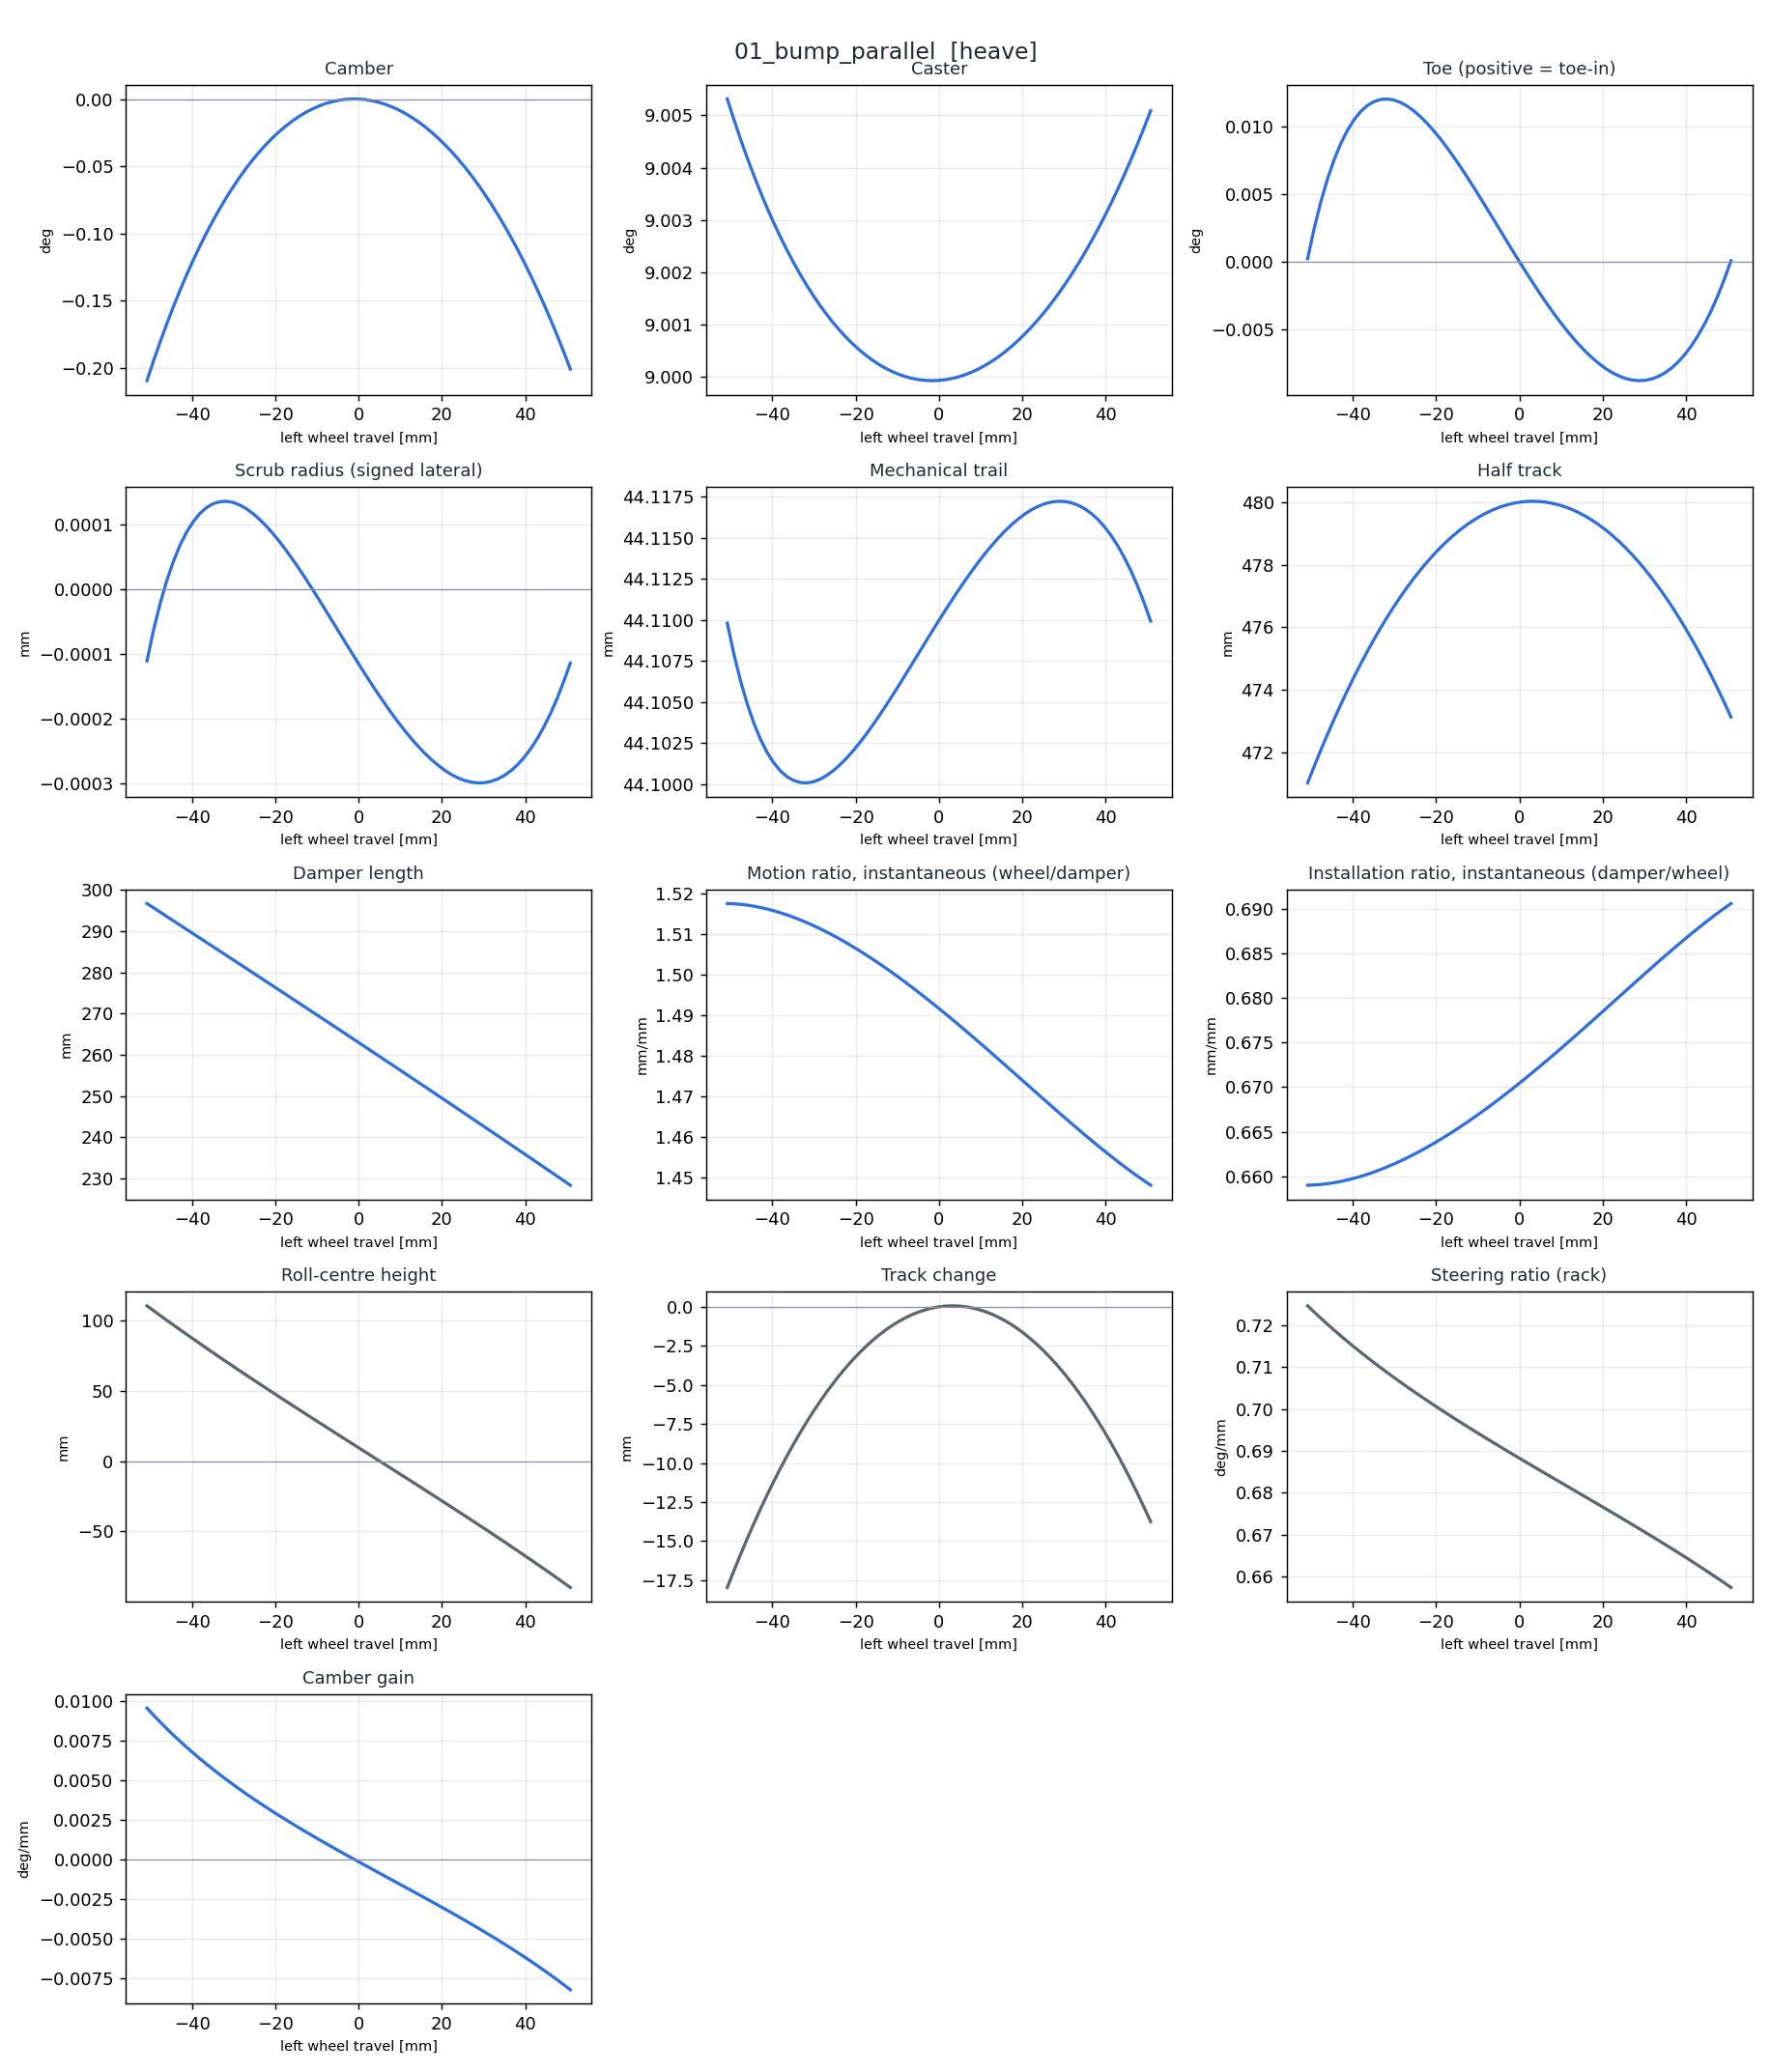 01_bump_parallel  [heave]
Camber
0.00
−0.05
−0.10
−0.15
−0.20
deg
−40 −20 0 20 40
left wheel travel [mm]
Caster
9.005
9.004
9.003
9.002
9.001
9.000
deg
−40 −20 0 20 40
left wheel travel [mm]
Toe (positive = toe-in)
0.010
0.005
0.000
−0.005
deg
−40 −20 0 20 40
left wheel travel [mm]
Scrub radius (signed lateral)
0.0001
0.0000
−0.0001
−0.0002
−0.0003
mm
−40 −20 0 20 40
left wheel travel [mm]
Mechanical trail
44.1175
44.1150
44.1125
44.1100
44.1075
44.1050
44.1025
44.1000
mm
−40 −20 0 20 40
left wheel travel [mm]
Half track
480
478
476
474
472
mm
−40 −20 0 20 40
left wheel travel [mm]
Damper length
300
290
280
270
260
250
240
230
mm
−40 −20 0 20 40
left wheel travel [mm]
Motion ratio, instantaneous (wheel/damper)
1.52
1.51
1.50
1.49
1.48
1.47
1.46
1.45
mm/mm
−40 −20 0 20 40
left wheel travel [mm]
Installation ratio, instantaneous (damper/wheel)
0.690
0.685
0.680
0.675
0.670
0.665
0.660
mm/mm
−40 −20 0 20 40
left wheel travel [mm]
Roll-centre height
100
50
0
−50
mm
−40 −20 0 20 40
left wheel travel [mm]
Track change
0.0
−2.5
−5.0
−7.5
−10.0
−12.5
−15.0
−17.5
mm
−40 −20 0 20 40
left wheel travel [mm]
Steering ratio (rack)
0.72
0.71
0.70
0.69
0.68
0.67
0.66
deg/mm
−40 −20 0 20 40
left wheel travel [mm]
Camber gain
0.0100
0.0075
0.0050
0.0025
0.0000
−0.0025
−0.0050
−0.0075
deg/mm
−40 −20 0 20 40
left wheel travel [mm]